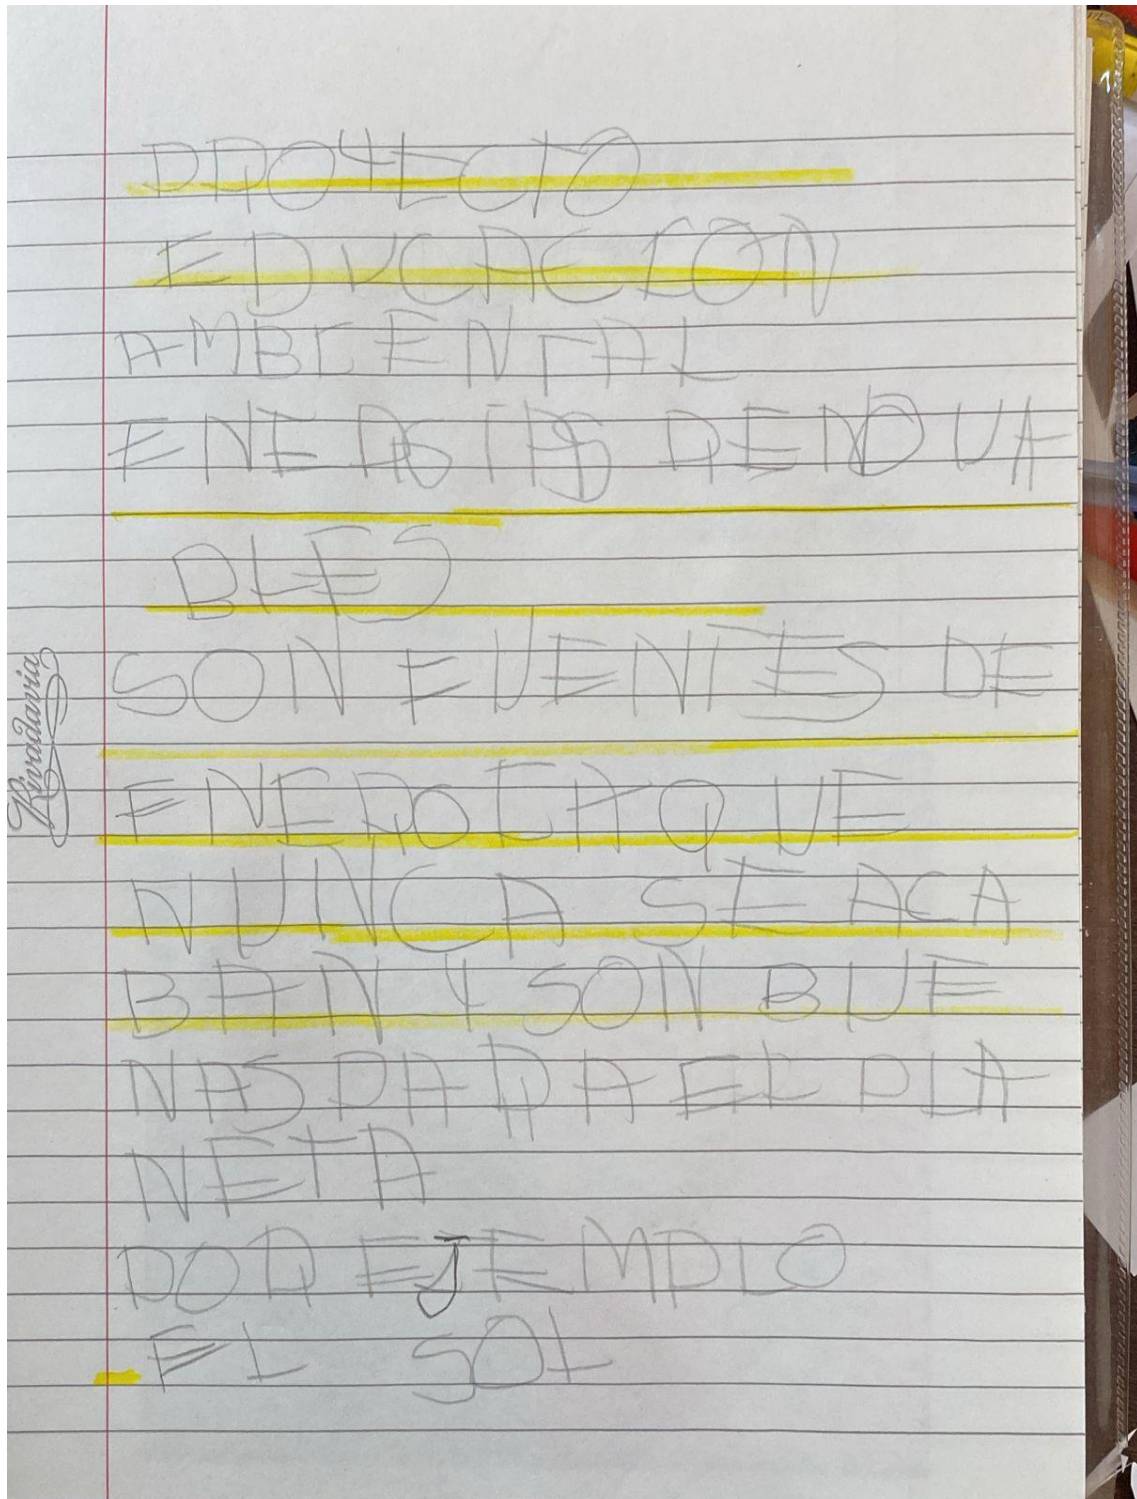 PROYECTO
EDUCACION
AMBIENTAL
ENERGIAS RENOVA
BLES
SON FUENTES DE
ENERGIA QUE
NUNCA SE ACA
BAN Y SON BUE
NAS PARA EL PLA
NETA
POR EJEMPLO
EL SOL
Rivadavia